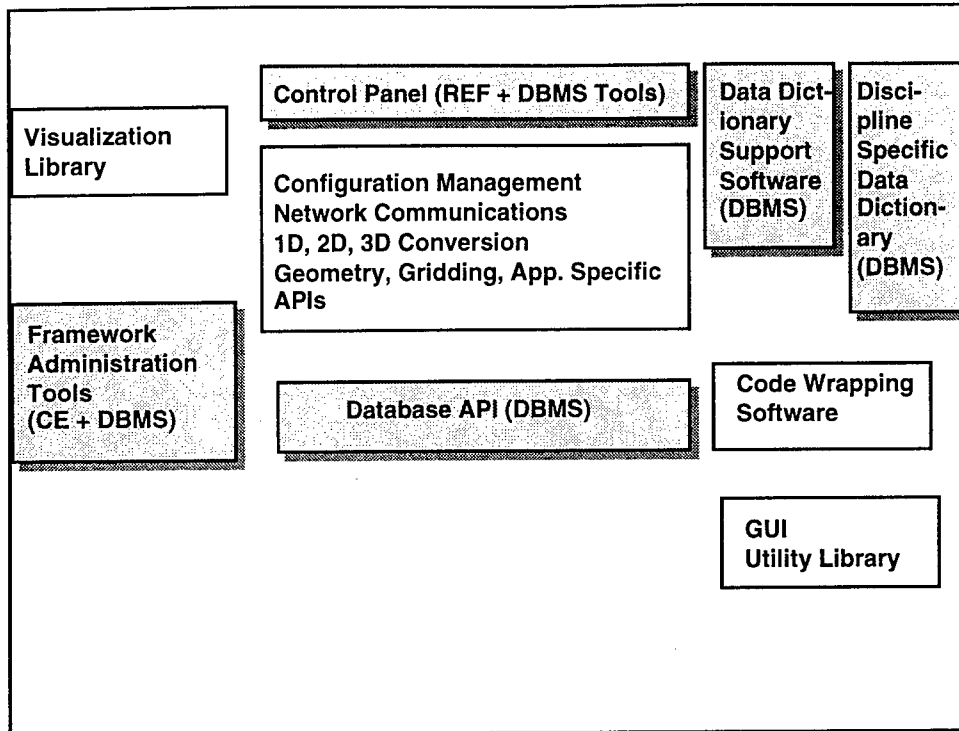 Visualization
Library
Control Panel (REF + DBMS Tools)
Configuration Management
Network Communications
1D, 2D, 3D Conversion
Geometry, Gridding, App. Specific
APIs
Data Dict-
ionary
Support
Software
(DBMS)
Disci-
pline
Specific
Data
Diction-
ary
(DBMS)
Framework
Administration
Tools
(CE + DBMS)
Database API (DBMS)
Code Wrapping
Software
GUI
Utility Library